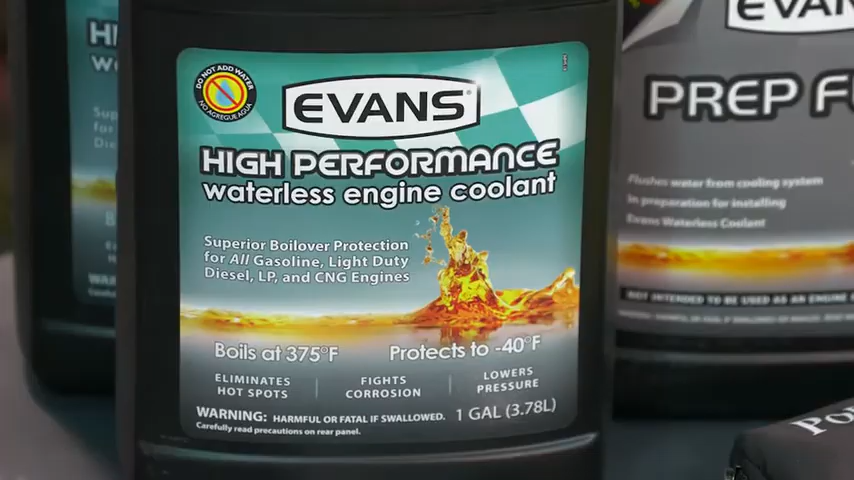 DO NOT ADD WATER
NO AGREGUE AGUA
EVANS
HIGH PERFORMANCE
waterless engine coolant
Superior Boilover Protection
for All Gasoline, Light Duty
Diesel, LP, and CNG Engines
Boils at 375°F
Protects to -40°F
ELIMINATES
HOT SPOTS
FIGHTS
CORROSION
LOWERS
PRESSURE
WARNING: HARMFUL OR FATAL IF SWALLOWED.
Carefully read precautions on rear panel.
1 GAL (3.78L)
EVAN
PREP F
Flushes water from cooling system
in preparation for installing
Evans Waterless Coolant
NOT INTENDED TO BE USED AS AN ENGINE